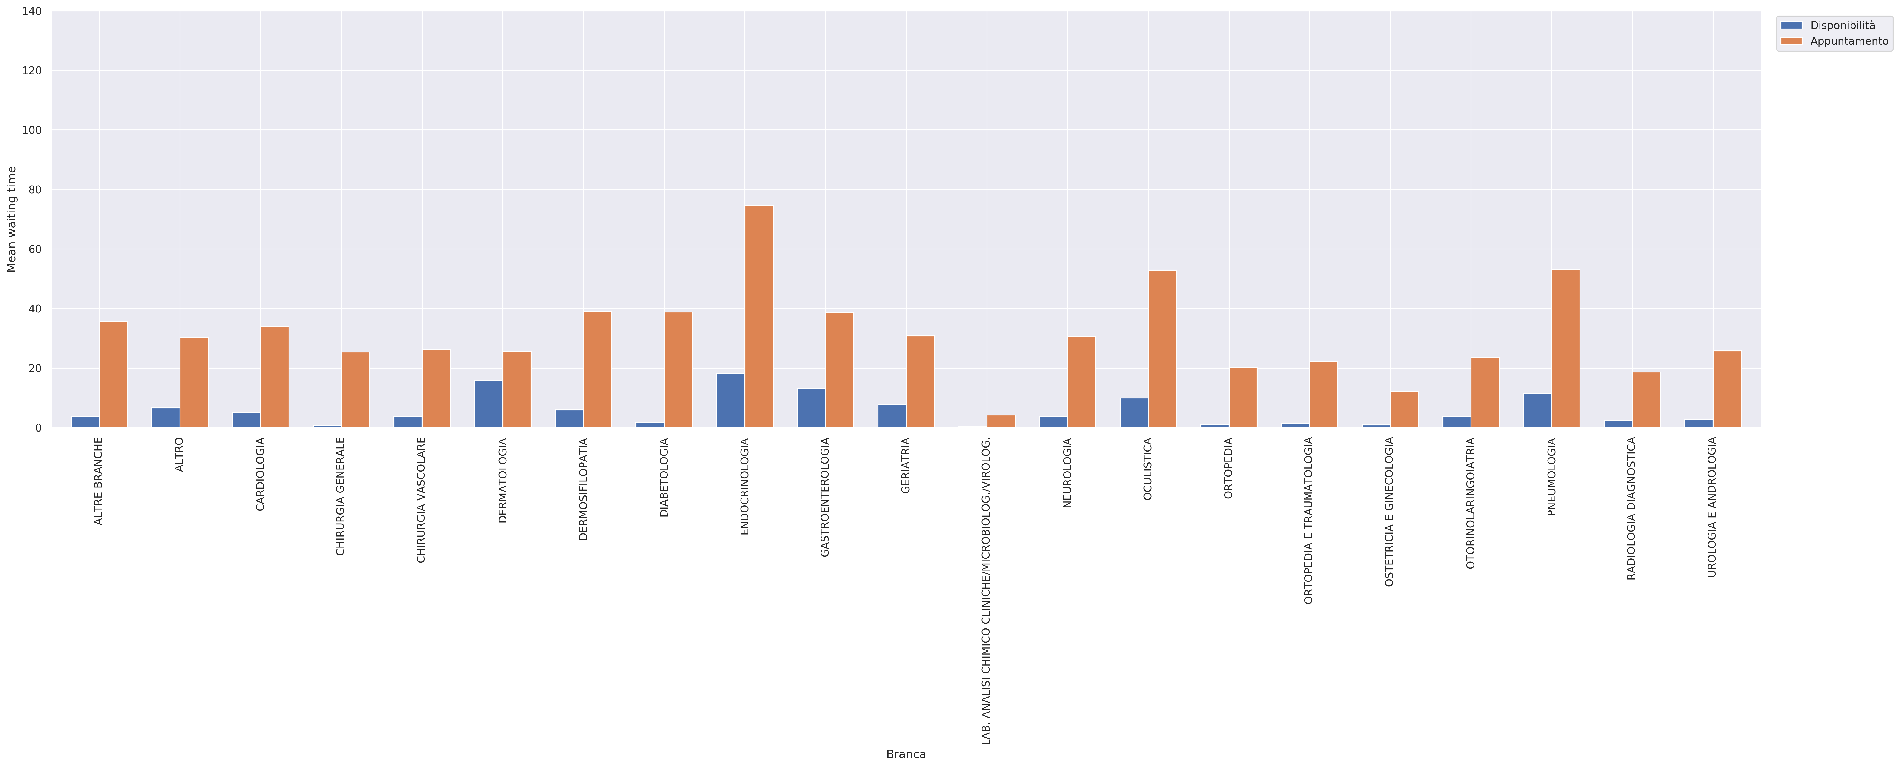 Disponibilità
Appuntamento
Mean waiting time
140
120
100
80
60
40
20
0
ALTRE BRANCHE
ALTRO
CARDIOLOGIA
CHIRURGIA GENERALE
CHIRURGIA VASCOLARE
DERMATOLOGIA
DERMOSIFILOPATIA
DIABETOLOGIA
ENDOCRINOLOGIA
GASTROENTEROLOGIA
GERIATRIA
LAB. ANALISI CHIMICO CLINICHE/MICROBIOLOG./VIROLOG.
NEUROLOGIA
OCULISTICA
ORTOPEDIA
ORTOPEDIA E TRAUMATOLOGIA
OSTETRICIA E GINECOLOGIA
OTORINOLARINGOIATRIA
PNEUMOLOGIA
RADIOLOGIA DIAGNOSTICA
UROLOGIA E ANDROLOGIA
Branca